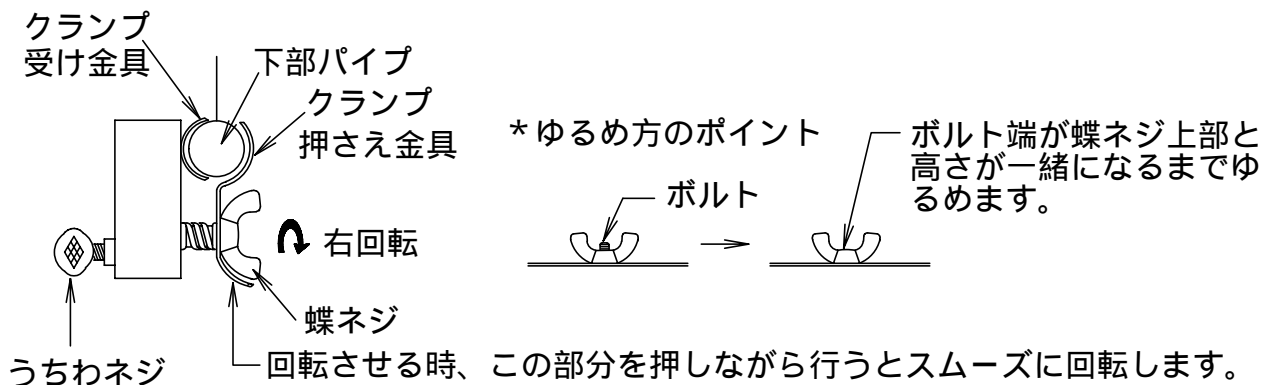 クランプ
受け金具
下部パイプ
クランプ
押さえ金具
右回転
蝶ネジ
うちわネジ
回転させる時、この部分を押しながら行うとスムーズに回転します。
*ゆるめ方のポイント
ボルト
ボルト端が蝶ネジ上部と
高さが一緒になるまでゆ
るめます。